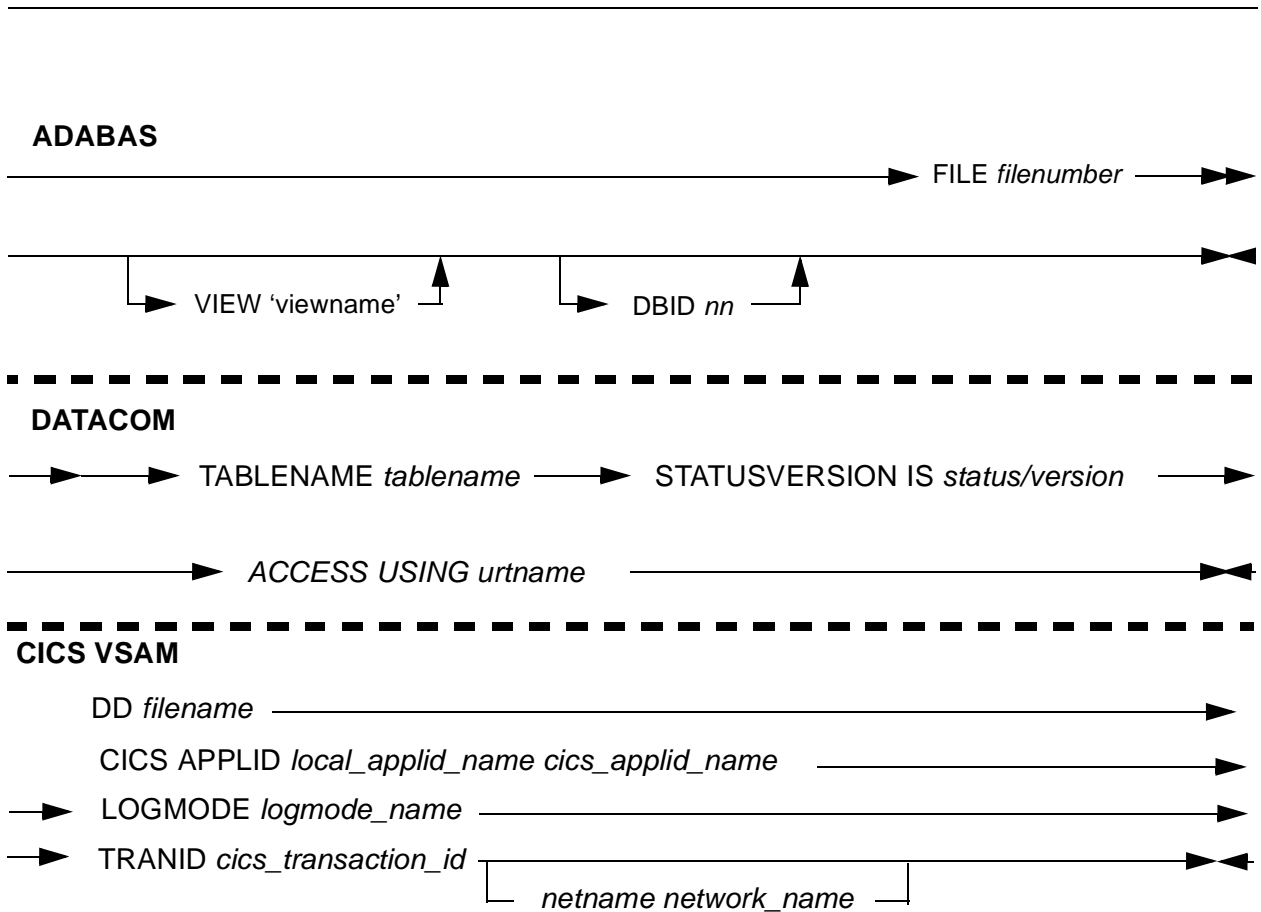 ADABAS
FILE filenumber
VIEW ‘viewname’ DBID nn
DATACOM
TABLENAME tablename STATUSVERSION IS status/version
ACCESS USING urtname
CICS VSAM
DD filename
CICS APPLID local_applid_name cics_applid_name
LOGMODE logmode_name
TRANID cics_transaction_id
netname network_name